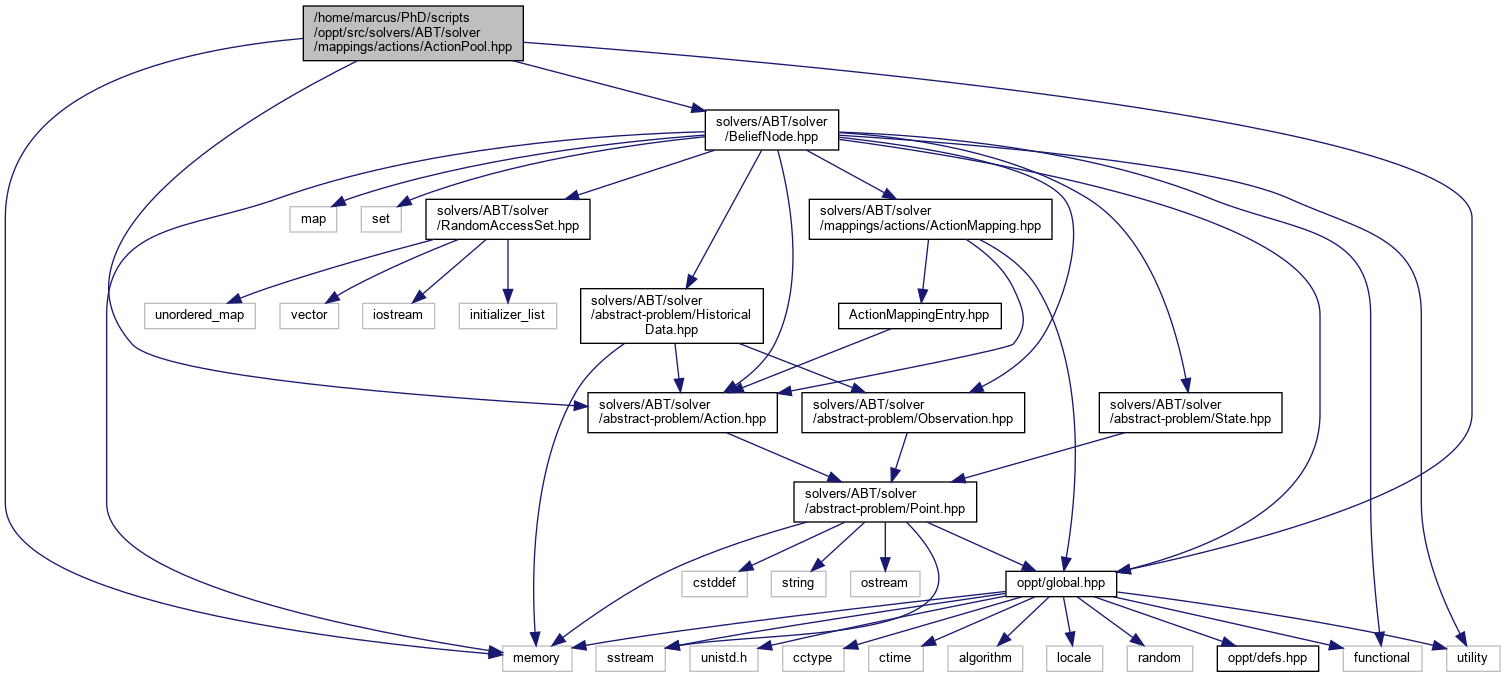 /home/marcus/PhD/scripts
/oppt/src/solvers/ABT/solver
/mappings/actions/ActionPool.hpp
solvers/ABT/solver
/BeliefNode.hpp
map
set
solvers/ABT/solver
/RandomAccessSet.hpp
solvers/ABT/solver
/mappings/actions/ActionMapping.hpp
unordered_map
vector
iostream
initializer_list
solvers/ABT/solver
/abstract-problem/Historical
Data.hpp
ActionMappingEntry.hpp
solvers/ABT/solver
/abstract-problem/Action.hpp
solvers/ABT/solver
/abstract-problem/Observation.hpp
solvers/ABT/solver
/abstract-problem/State.hpp
solvers/ABT/solver
/abstract-problem/Point.hpp
cstddef
string
ostream
oppt/global.hpp
memory
sstream
unistd.h
cctype
ctime
algorithm
locale
random
oppt/defs.hpp
functional
utility